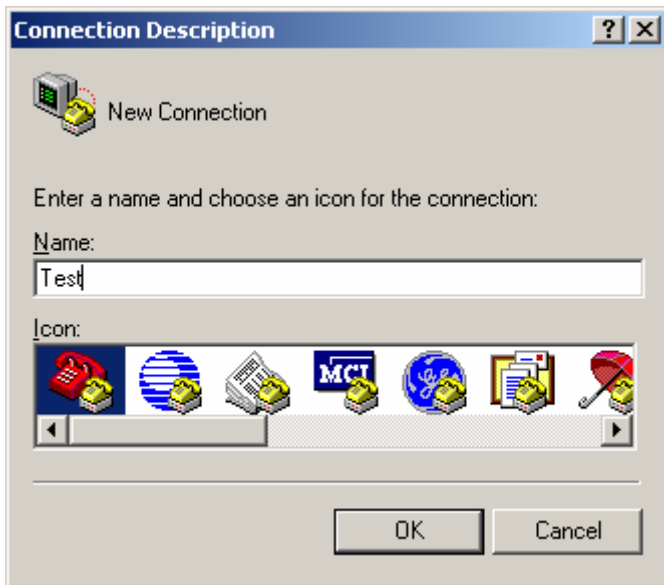 Connection Description
New Connection
Enter a name and choose an icon for the connection:
Name:
Test
Icon:
MCI
OK
Cancel